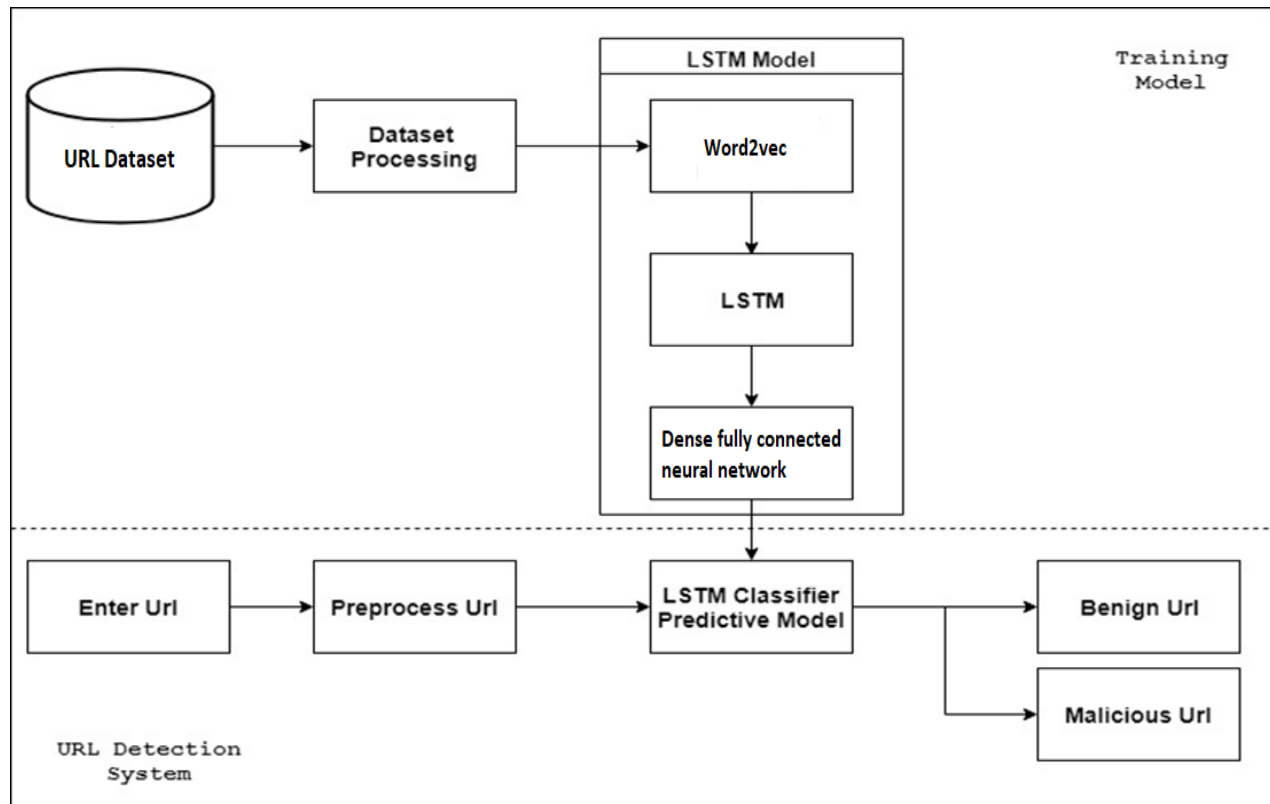 LSTM Model
Training
Model
URL Dataset
Dataset
Processing
Word2vec
LSTM
Dense fully connected
neural network
Enter Url
Preprocess Url
LSTM Classifier
Predictive Model
Benign Url
Malicious Url
URL Detection
System